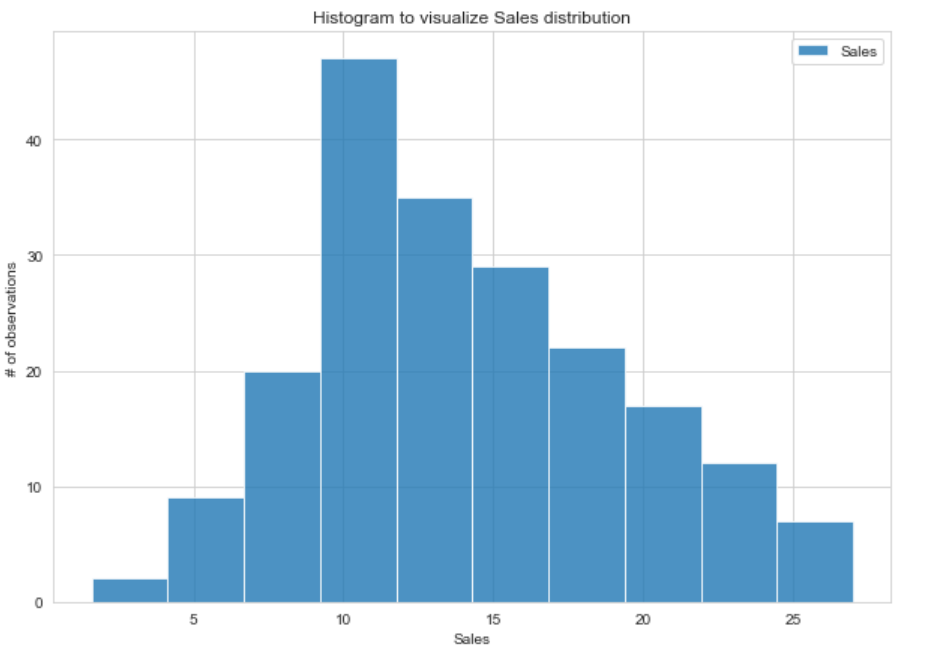 Histogram to visualize Sales distribution
Sales
40
30
20
10
0
# of observations
5 10 15 20 25
Sales